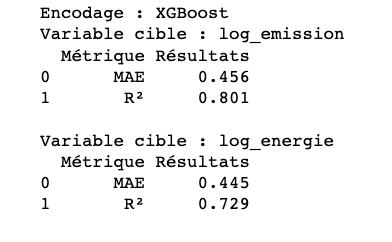 Encodage : XGBoost
Variable cible : log_emission
Métrique Résultats
0 MAE 0.456
1 R² 0.801
Variable cible : log_energie
Métrique Résultats
0 MAE 0.445
1 R² 0.729